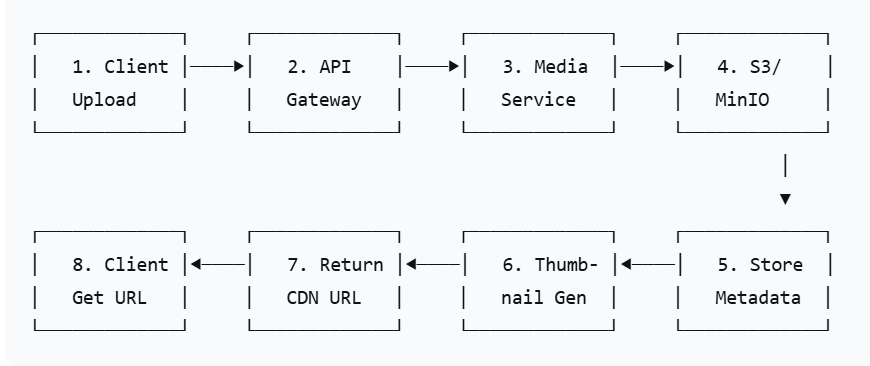 1. Client
Upload
2. API
Gateway
3. Media
Service
4. S3/
MinIO
5. Store
Metadata
6. Thumb-
nail Gen
7. Return
CDN URL
8. Client
Get URL